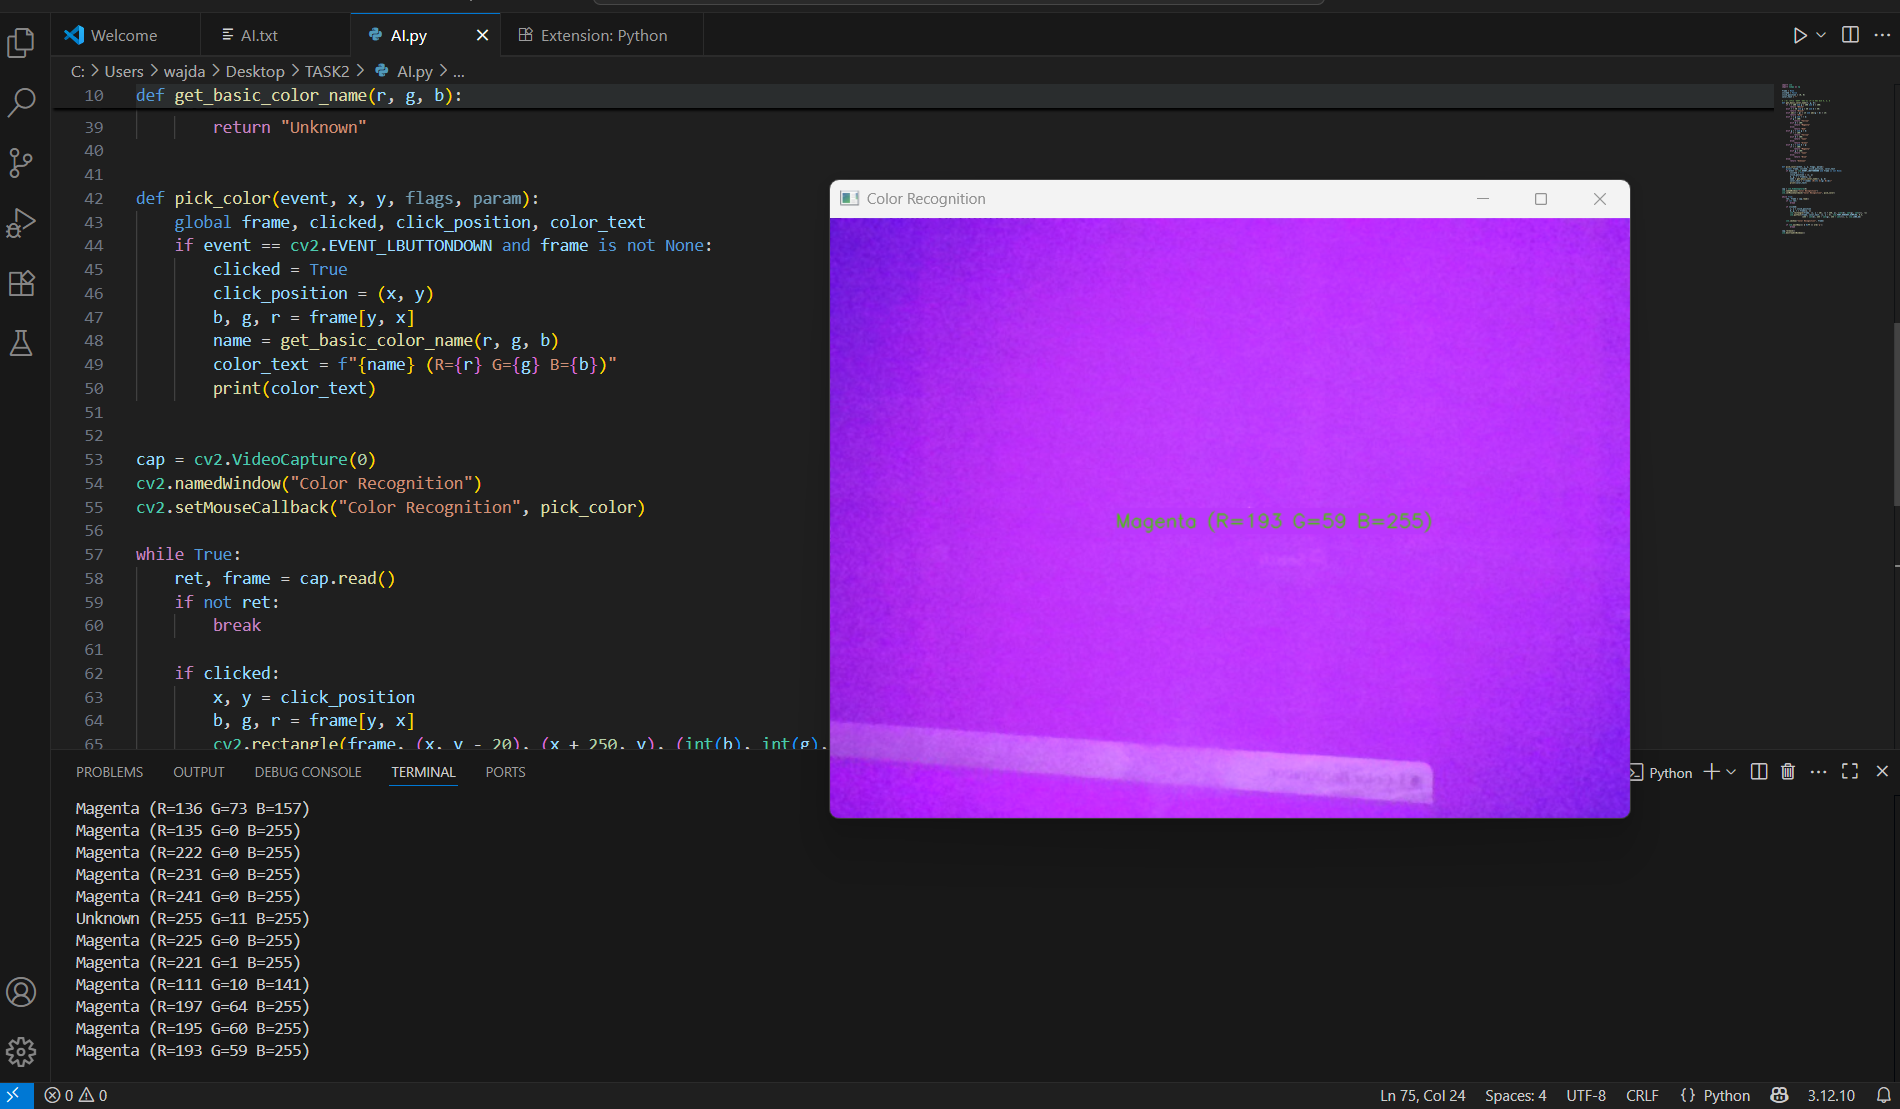 Welcome
AI.txt
AI.py
Extension: Python
C: > Users > wajda > Desktop > TASK2 > AI.py > ...
10 def get_basic_color_name(r, g, b):
39 return "Unknown"
40
41
42 def pick_color(event, x, y, flags, param):
43 global frame, clicked, click_position, color_text
44 if event == cv2.EVENT_LBUTTONDOWN and frame is not None:
45 clicked = True
46 click_position = (x, y)
47 b, g, r = frame[y, x]
48 name = get_basic_color_name(r, g, b)
49 color_text = f"{name} (R={r} G={g} B={b})"
50 print(color_text)
51
52
53 cap = cv2.VideoCapture(0)
54 cv2.namedWindow("Color Recognition")
55 cv2.setMouseCallback("Color Recognition", pick_color)
56
57 while True:
58 ret, frame = cap.read()
59 if not ret:
60 break
61
62 if clicked:
63 x, y = click_position
64 b, g, r = frame[y, x]
65 cv2.rectangle(frame, (x, y - 20), (x + 250, y), (int(b), int(g),
Color Recognition
Magenta (R=193 G=59 B=255)
PROBLEMS
OUTPUT
DEBUG CONSOLE
TERMINAL
PORTS
Python
Magenta (R=136 G=73 B=157)
Magenta (R=135 G=0 B=255)
Magenta (R=222 G=0 B=255)
Magenta (R=231 G=0 B=255)
Magenta (R=241 G=0 B=255)
Unknown (R=255 G=11 B=255)
Magenta (R=225 G=0 B=255)
Magenta (R=221 G=1 B=255)
Magenta (R=111 G=10 B=141)
Magenta (R=197 G=64 B=255)
Magenta (R=195 G=60 B=255)
Magenta (R=193 G=59 B=255)
0 0
Ln 75, Col 24
Spaces: 4
UTF-8
CRLF
{ } Python
3.12.10